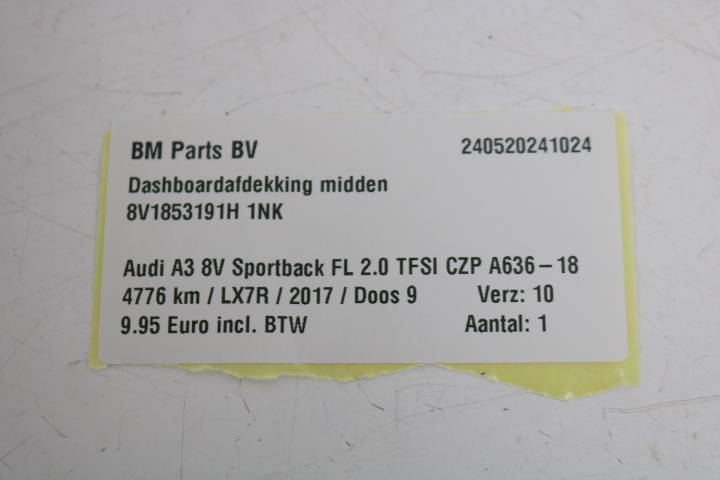 BM Parts BV 240520241024
Dashboardafdekking midden
8V1853191H 1NK
Audi A3 8V Sportback FL 2.0 TFSI CZP A636-18
4776 km / LX7R / 2017 / Doos 9 Verz: 10
9.95 Euro incl. BTW Aantal: 1